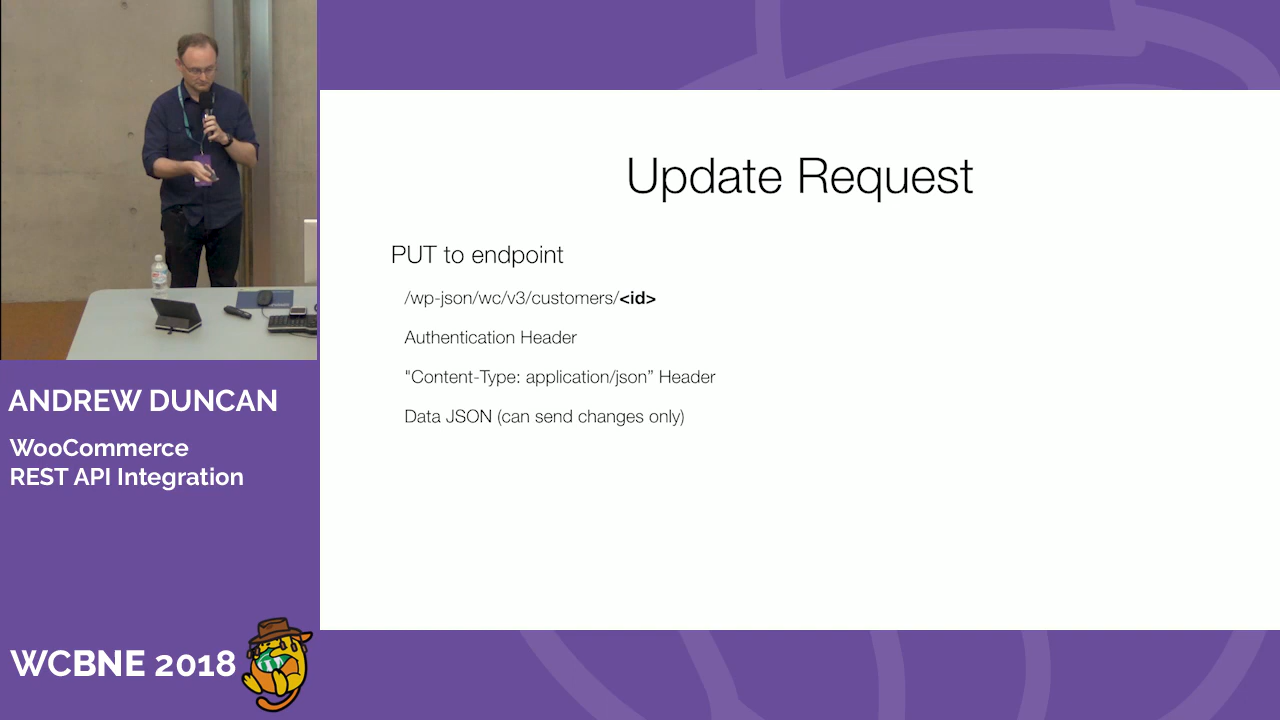 Update Request
PUT to endpoint
/wp-json/wc/v3/customers/<id>
Authentication Header
"Content-Type: application/json” Header
Data JSON (can send changes only)
ANDREW DUNCAN
WooCommerce
REST API Integration
WCBNE 2018